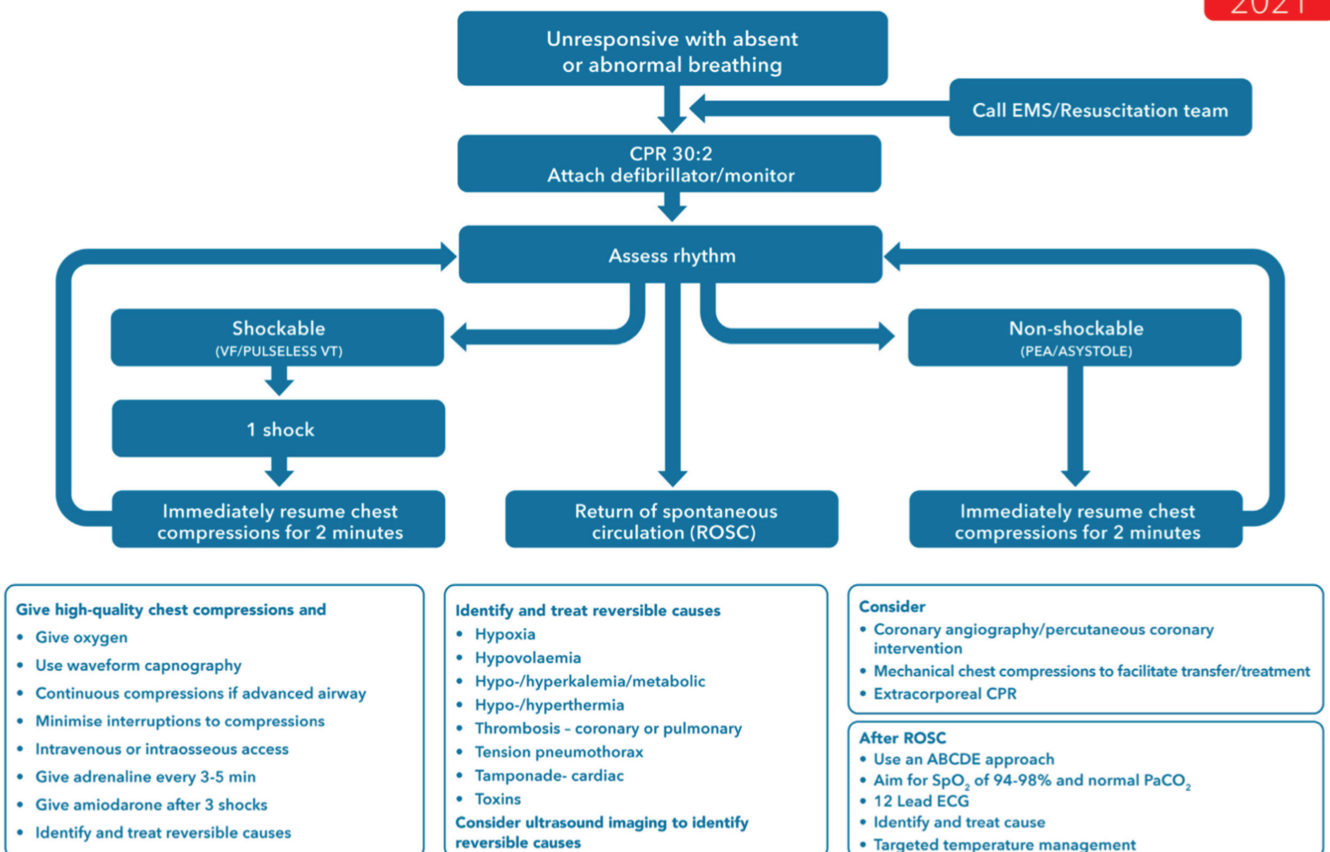 2021
Unresponsive with absent
or abnormal breathing
Call EMS/Resuscitation team
CPR 30:2
Attach defibrillator/monitor
Assess rhythm
Shockable
(VF/PULSELESS VT)
Non-shockable
(PEA/ASYSTOLE)
1 shock
Immediately resume chest
compressions for 2 minutes
Return of spontaneous
circulation (ROSC)
Immediately resume chest
compressions for 2 minutes
Give high-quality chest compressions and
• Give oxygen
• Use waveform capnography
• Continuous compressions if advanced airway
• Minimise interruptions to compressions
• Intravenous or intraosseous access
• Give adrenaline every 3-5 min
• Give amiodarone after 3 shocks
• Identify and treat reversible causes
Identify and treat reversible causes
• Hypoxia
• Hypovolaemia
• Hypo-/hyperkalemia/metabolic
• Hypo-/hyperthermia
• Thrombosis – coronary or pulmonary
• Tension pneumothorax
• Tamponade- cardiac
• Toxins
Consider ultrasound imaging to identify
reversible causes
Consider
• Coronary angiography/percutaneous coronary
intervention
• Mechanical chest compressions to facilitate transfer/treatment
• Extracorporeal CPR
After ROSC
• Use an ABCDE approach
• Aim for SpO₂ of 94-98% and normal PaCO₂
• 12 Lead ECG
• Identify and treat cause
• Targeted temperature management